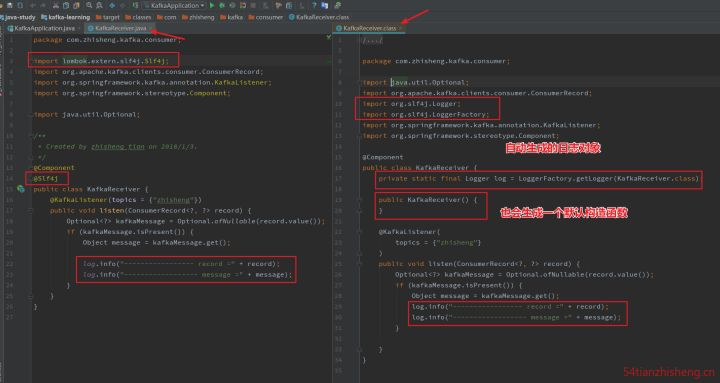 java-study
kafka-learning
target
classes
com
zhisheng
kafka
consumer
KafkaReceiver.class
KafkaApplication
KafkaApplication.java
KafkaReceiver.java
KafkaReceiver.class
package com.zhisheng.kafka.consumer;
import lombok.extern.slf4j.Slf4j;
import org.apache.kafka.clients.consumer.ConsumerRecord;
import org.springframework.kafka.annotation.KafkaListener;
import org.springframework.stereotype.Component;
import java.util.Optional;
/**
* Created by zhisheng_tian on 2018/1/3.
*/
@Component
@Slf4j
public class KafkaReceiver {
@KafkaListener(topics = {"zhisheng"})
public void listen(ConsumerRecord<?, ?> record) {
Optional<?> kafkaMessage = Optional.ofNullable(record.value());
if (kafkaMessage.isPresent()) {
Object message = kafkaMessage.get();
log.info("----------------- record =" + record);
log.info("------------------ message =" + message);
}
}
}
/.../
package com.zhisheng.kafka.consumer;
import java.util.Optional;
import org.apache.kafka.clients.consumer.ConsumerRecord;
import org.slf4j.Logger;
import org.slf4j.LoggerFactory;
import org.springframework.kafka.annotation.KafkaListener;
import org.springframework.stereotype.Component;
自动生成的日志对象
@Component
public class KafkaReceiver {
private static final Logger log = LoggerFactory.getLogger(KafkaReceiver.class);
public KafkaReceiver() {
}
也会生成一个默认构造函数
@KafkaListener(
topics = {"zhisheng"}
)
public void listen(ConsumerRecord<?, ?> record) {
Optional<?> kafkaMessage = Optional.ofNullable(record.value());
if (kafkaMessage.isPresent()) {
Object message = kafkaMessage.get();
log.info("----------------- record =" + record);
log.info("------------------ message =" + message);
}
}
}
54tianzhisheng.cn